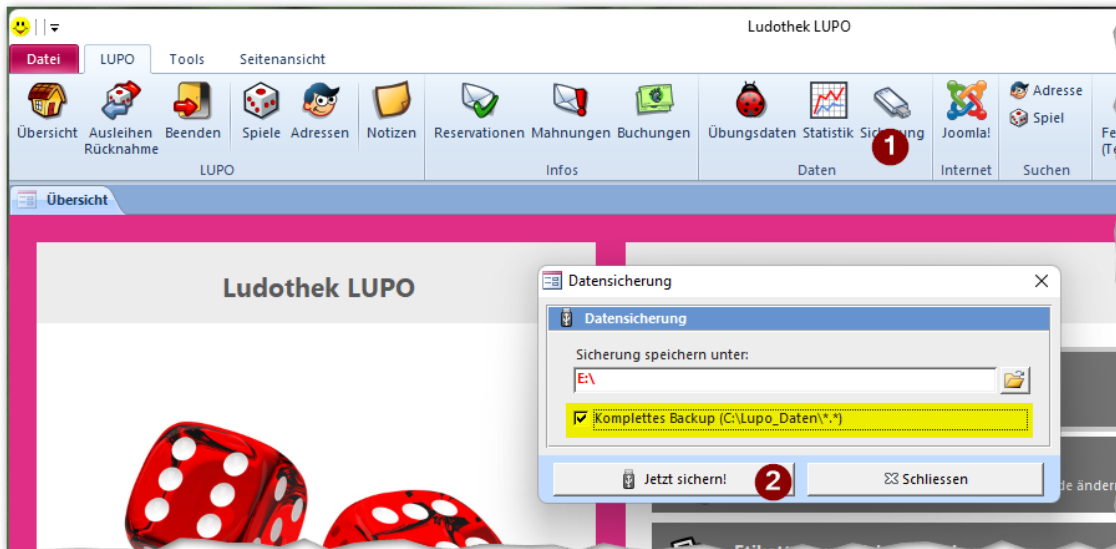 Ludothek LUPO
Datei LUPO Tools Seitenansicht
Übersicht Ausleihen Rücknahme Beenden Spiele Adressen Notizen Reservationen Mahnungen Buchungen Übungsdaten Statistik Joomla! Adresse
Spiel
1
LUPO Infos Daten Internet Suchen
Übersicht
Ludothek LUPO
Datensicherung
Datensicherung
Sicherung speichern unter:
E:\
Komplettes Backup (C:\Lupo_Daten\*.*)
Jetzt sichern! 2 Schliessen